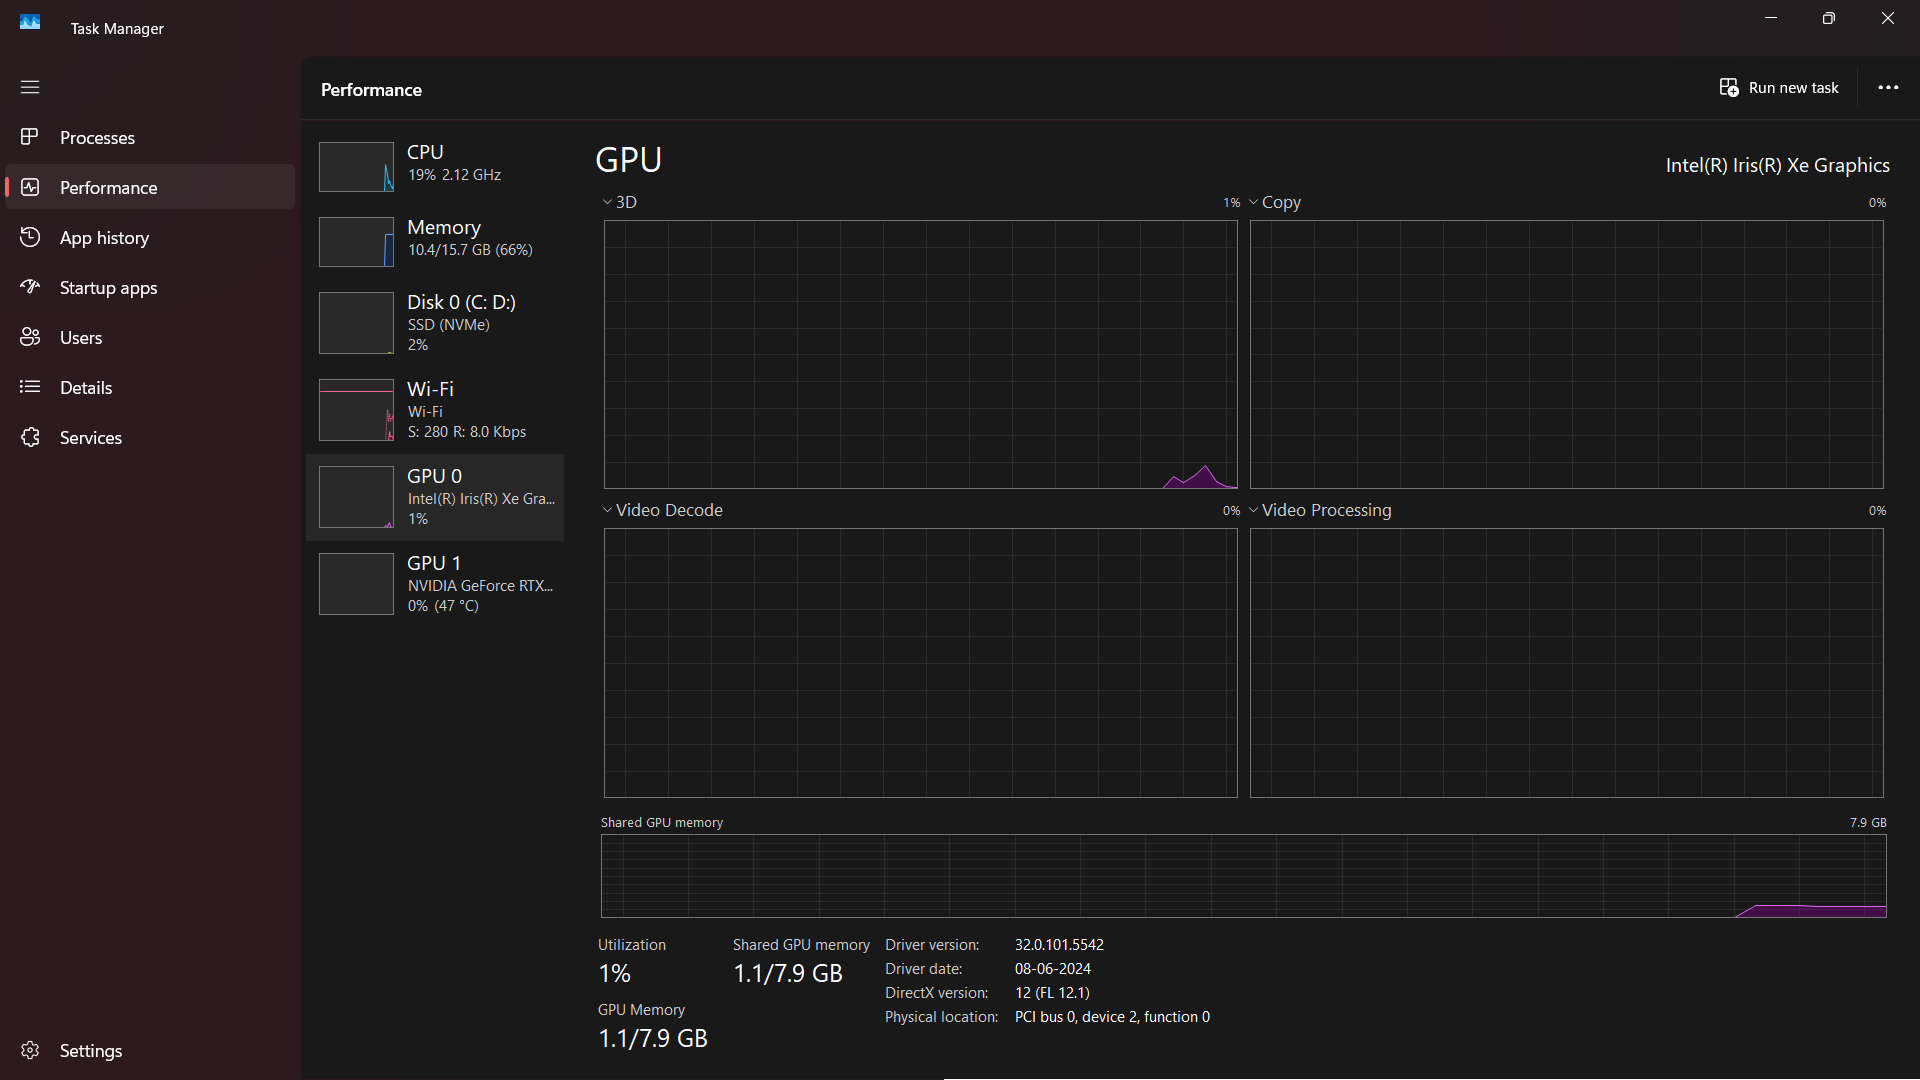 Task Manager
Processes
Performance
App history
Startup apps
Users
Details
Services
Settings
Performance
Run new task
CPU
19% 2.12 GHz
Memory
10.4/15.7 GB (66%)
Disk 0 (C: D:)
SSD (NVMe)
2%
Wi-Fi
Wi-Fi
S: 280 R: 8.0 Kbps
GPU 0
Intel(R) Iris(R) Xe Gra...
1%
GPU 1
NVIDIA GeForce RTX...
0% (47 °C)
GPU
Intel(R) Iris(R) Xe Graphics
3D 1%
Copy 0%
Video Decode 0%
Video Processing 0%
Shared GPU memory 7.9 GB
Utilization
1%
Shared GPU memory
1.1/7.9 GB
GPU Memory
1.1/7.9 GB
Driver version: 32.0.101.5542
Driver date: 08-06-2024
DirectX version: 12 (FL 12.1)
Physical location: PCI bus 0, device 2, function 0